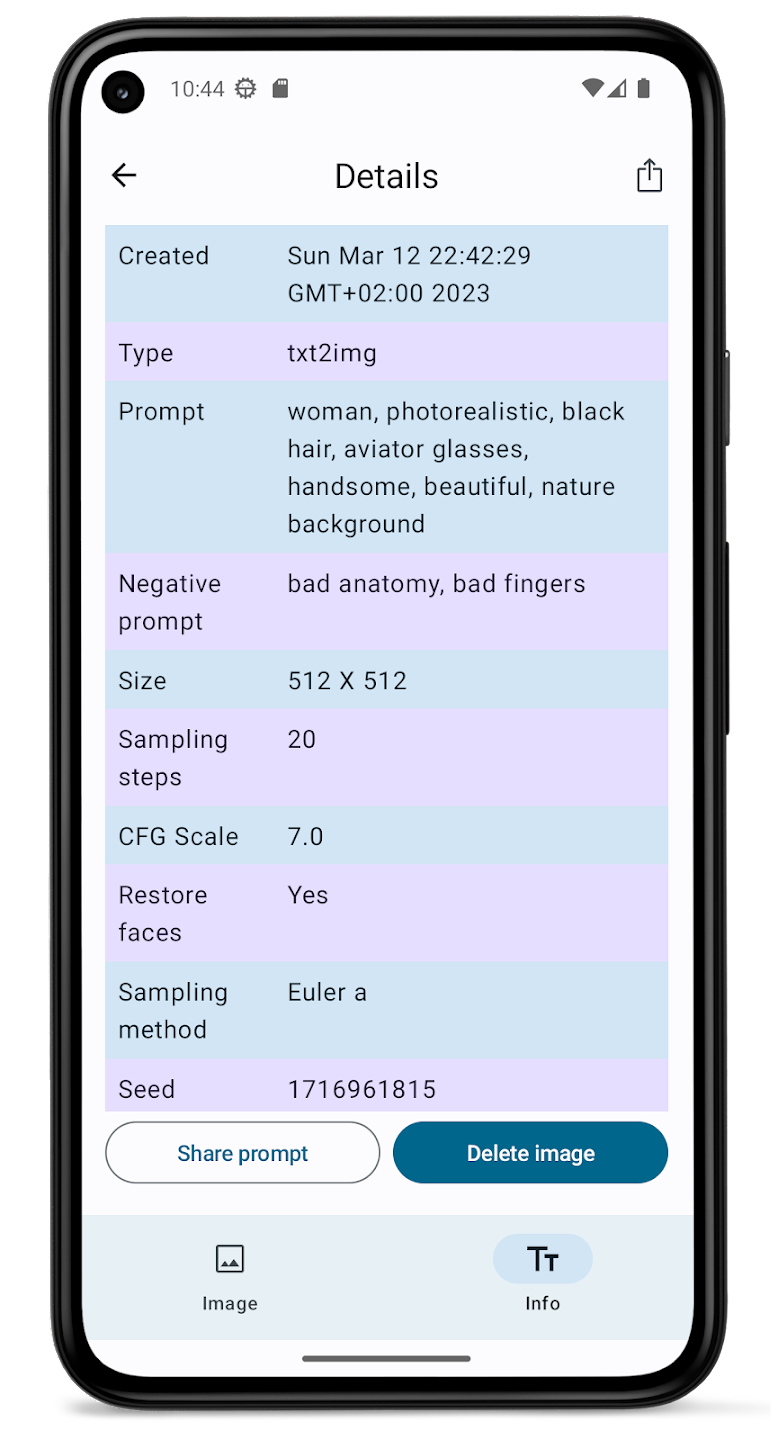 10:44
Details
Created Sun Mar 12 22:42:29
GMT+02:00 2023
Type txt2img
Prompt woman, photorealistic, black
hair, aviator glasses,
handsome, beautiful, nature
background
Negative bad anatomy, bad fingers
prompt
Size 512 X 512
Sampling 20
steps
CFG Scale 7.0
Restore Yes
faces
Sampling Euler a
method
Seed 1716961815
Share prompt Delete image
Image Info